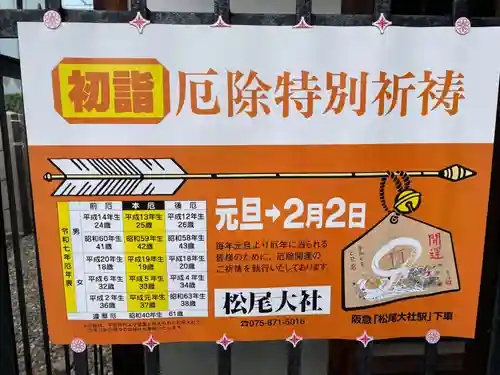 初詣 厄除特別祈祷
前厄 本厄 後厄
令和七年厄年表
男
平成14年生 24歳 平成13年生 25歳 平成12年生 26歳
昭和60年生 41歳 昭和59年生 42歳 昭和58年生 43歳
女
平成20年生 18歳 平成19年生 19歳 平成18年生 20歳
平成6年生 32歳 平成5年生 33歳 平成4年生 34歳
平成2年生 36歳 平成元年生 37歳 昭和63年生 38歳
還暦 昭和40年生 61歳
元旦→2月2日
毎年元旦より厄年に当られる
皆様のために、厄除開運の
ご祈祷を執行いたしております
松尾大社
☎075-871-5016
開運
阪急「松尾大社駅」下車